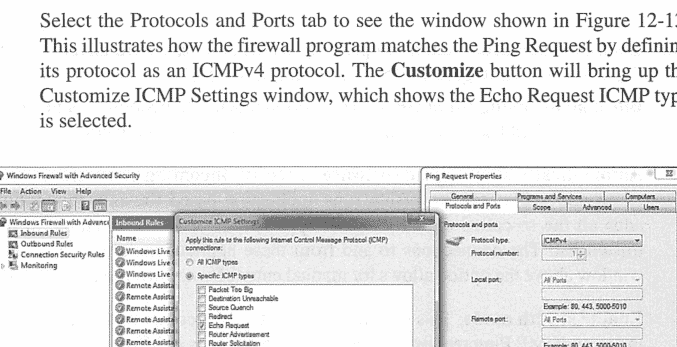 Select the Protocols and Ports tab to see the window shown in Figure 12-1
This illustrates how the firewall program matches the Ping Request by definin
its protocol as an ICMPv4 protocol. The Customize button will bring up th
Customize ICMP Settings window, which shows the Echo Request ICMP typ
is selected.
Windows Firewall with Advanced Security
File Action View Help
Windows Firewall with Advanc
Inbound Rules
Outbound Rules
Connection Security Rules
Monitoring
Inbound Rules
Name
Windows Live
Windows Live
Windows Live
Remote Assista
Remote Assista
Remote Assista
Remote Assista
Remote Assista
Customize ICMP Settings
Apply this rule to the following Internet Control Message Protocol (ICMP)
connections:
All ICMP types
Specific ICMP types
Packet Too Big
Destination Unreachable
Source Quench
Redirect
Echo Request
Router Advertisement
Router Solicitation
Ping Request Properties
General Programs and Services Computers
Protocols and Ports Scope Advanced Users
Protocols and ports
Protocol type: ICMPv4
Protocol number: 1
Local port: All Ports
Example: 80, 443, 5000-5010
Remote port: All Ports
Example: 80, 443, 5000-5010